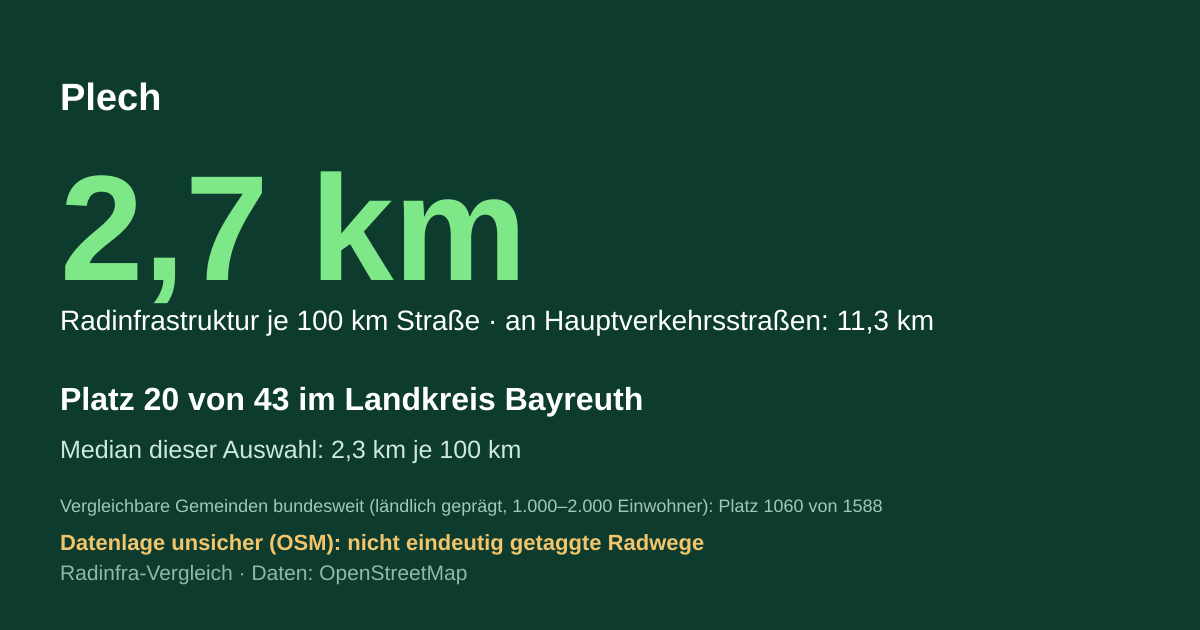 Plech
2,7 km
Radinfrastruktur je 100 km Straße · an Hauptverkehrsstraßen: 11,3 km
Platz 20 von 43 im Landkreis Bayreuth
Median dieser Auswahl: 2,3 km je 100 km
Vergleichbare Gemeinden bundesweit (ländlich geprägt, 1.000–2.000 Einwohner): Platz 1060 von 1588
Datenlage unsicher (OSM): nicht eindeutig getaggte Radwege
Radinfra-Vergleich · Daten: OpenStreetMap